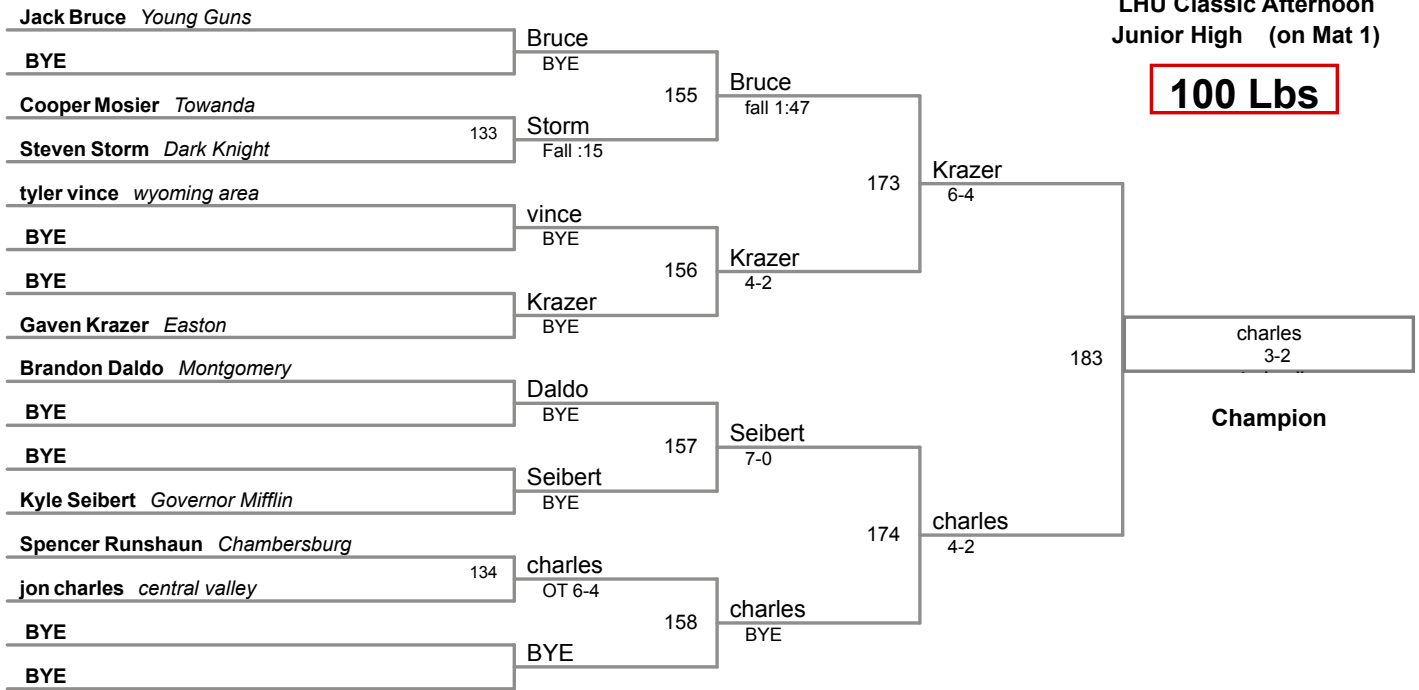 LHU Classic Afternoon
Junior High (on Mat 1)
100 Lbs
Jack Bruce Young Guns
BYE
Cooper Mosier Towanda
Steven Storm Dark Knight
tyler vince wyoming area
BYE
BYE
Gaven Krazer Easton
Brandon Daldo Montgomery
BYE
BYE
Kyle Seibert Governor Mifflin
Spencer Runshaun Chambersburg
jon charles central valley
BYE
BYE
133
134
Bruce
BYE
Storm
Fall :15
vince
BYE
Krazer
BYE
Daldo
BYE
Seibert
BYE
charles
OT 6-4
BYE
155
156
157
158
Bruce
fall 1:47
Krazer
4-2
Seibert
7-0
charles
BYE
173
174
Krazer
6-4
charles
4-2
183
charles
3-2
Champion